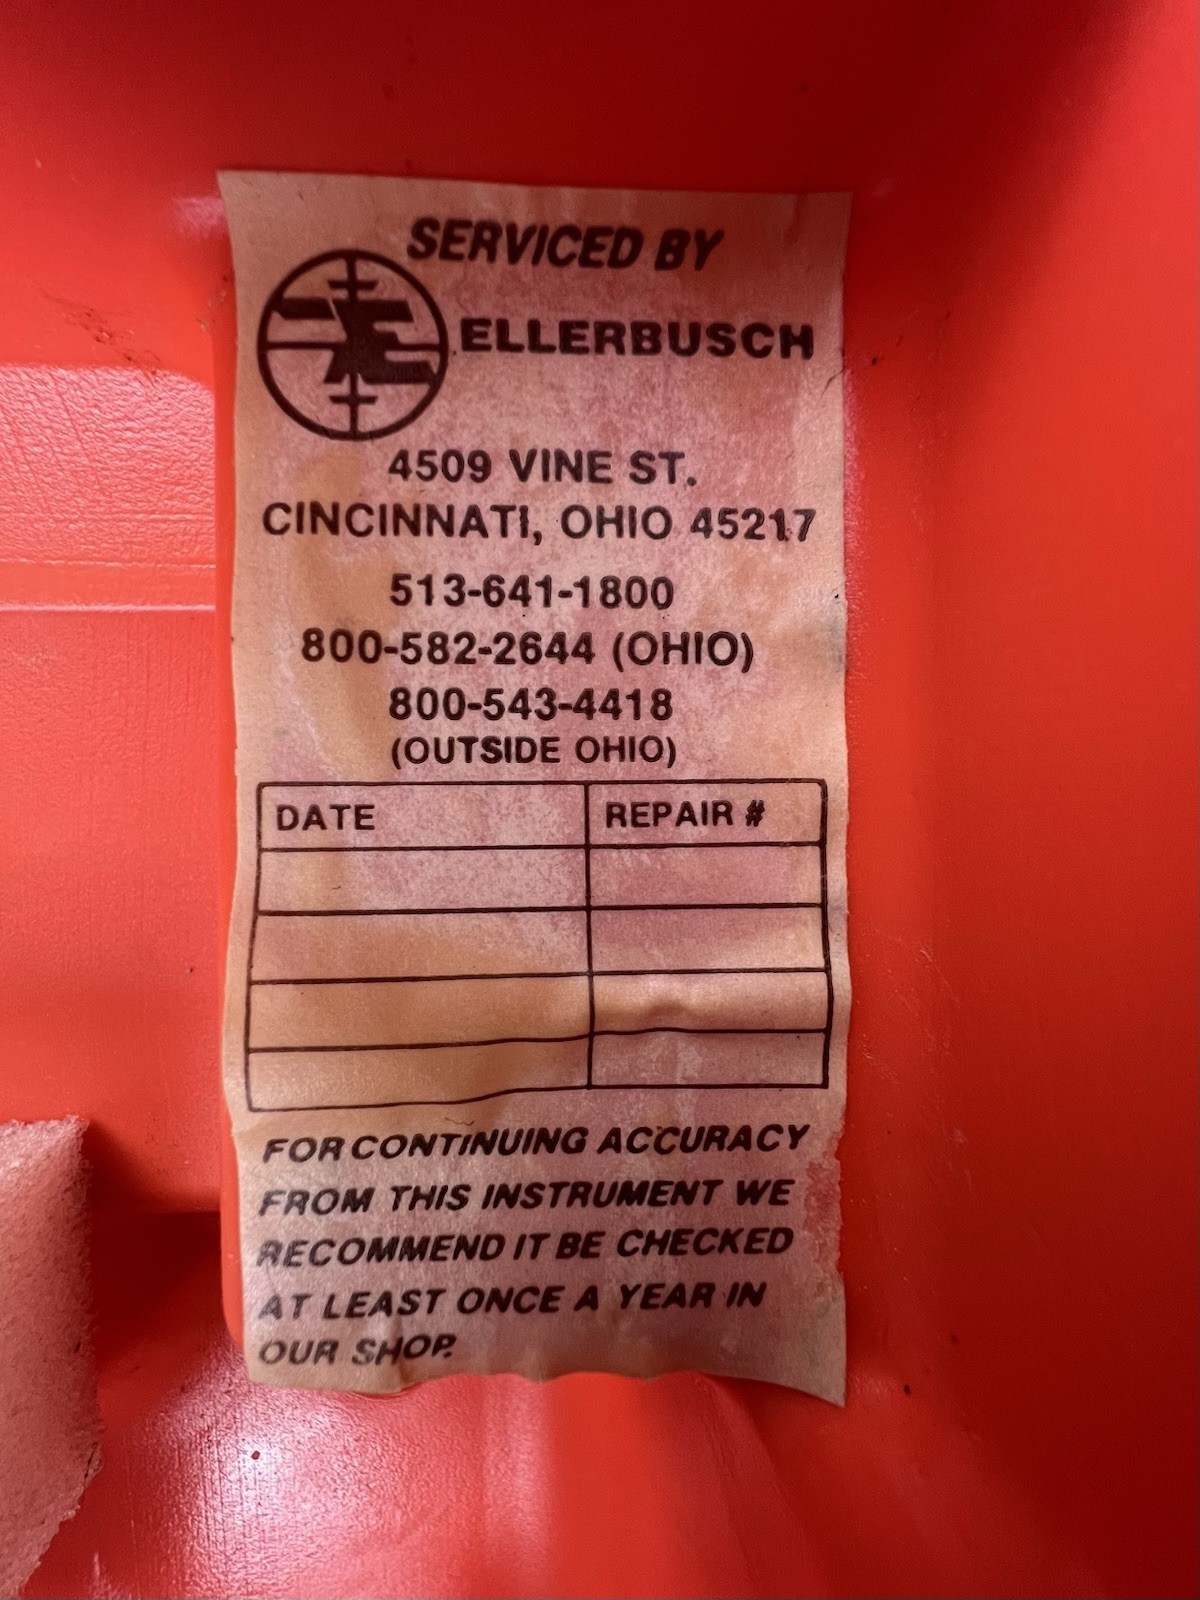 SERVICED BY
ELLERBUSCH
4509 VINE ST.
CINCINNATI, OHIO 45217
513-641-1800
800-582-2644 (OHIO)
800-543-4418
(OUTSIDE OHIO)
DATE REPAIR #
FOR CONTINUING ACCURACY
FROM THIS INSTRUMENT WE
RECOMMEND IT BE CHECKED
AT LEAST ONCE A YEAR IN
OUR SHOP.